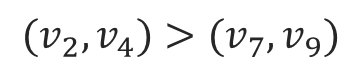 (v₂, v₄) > (v₇, v₉)